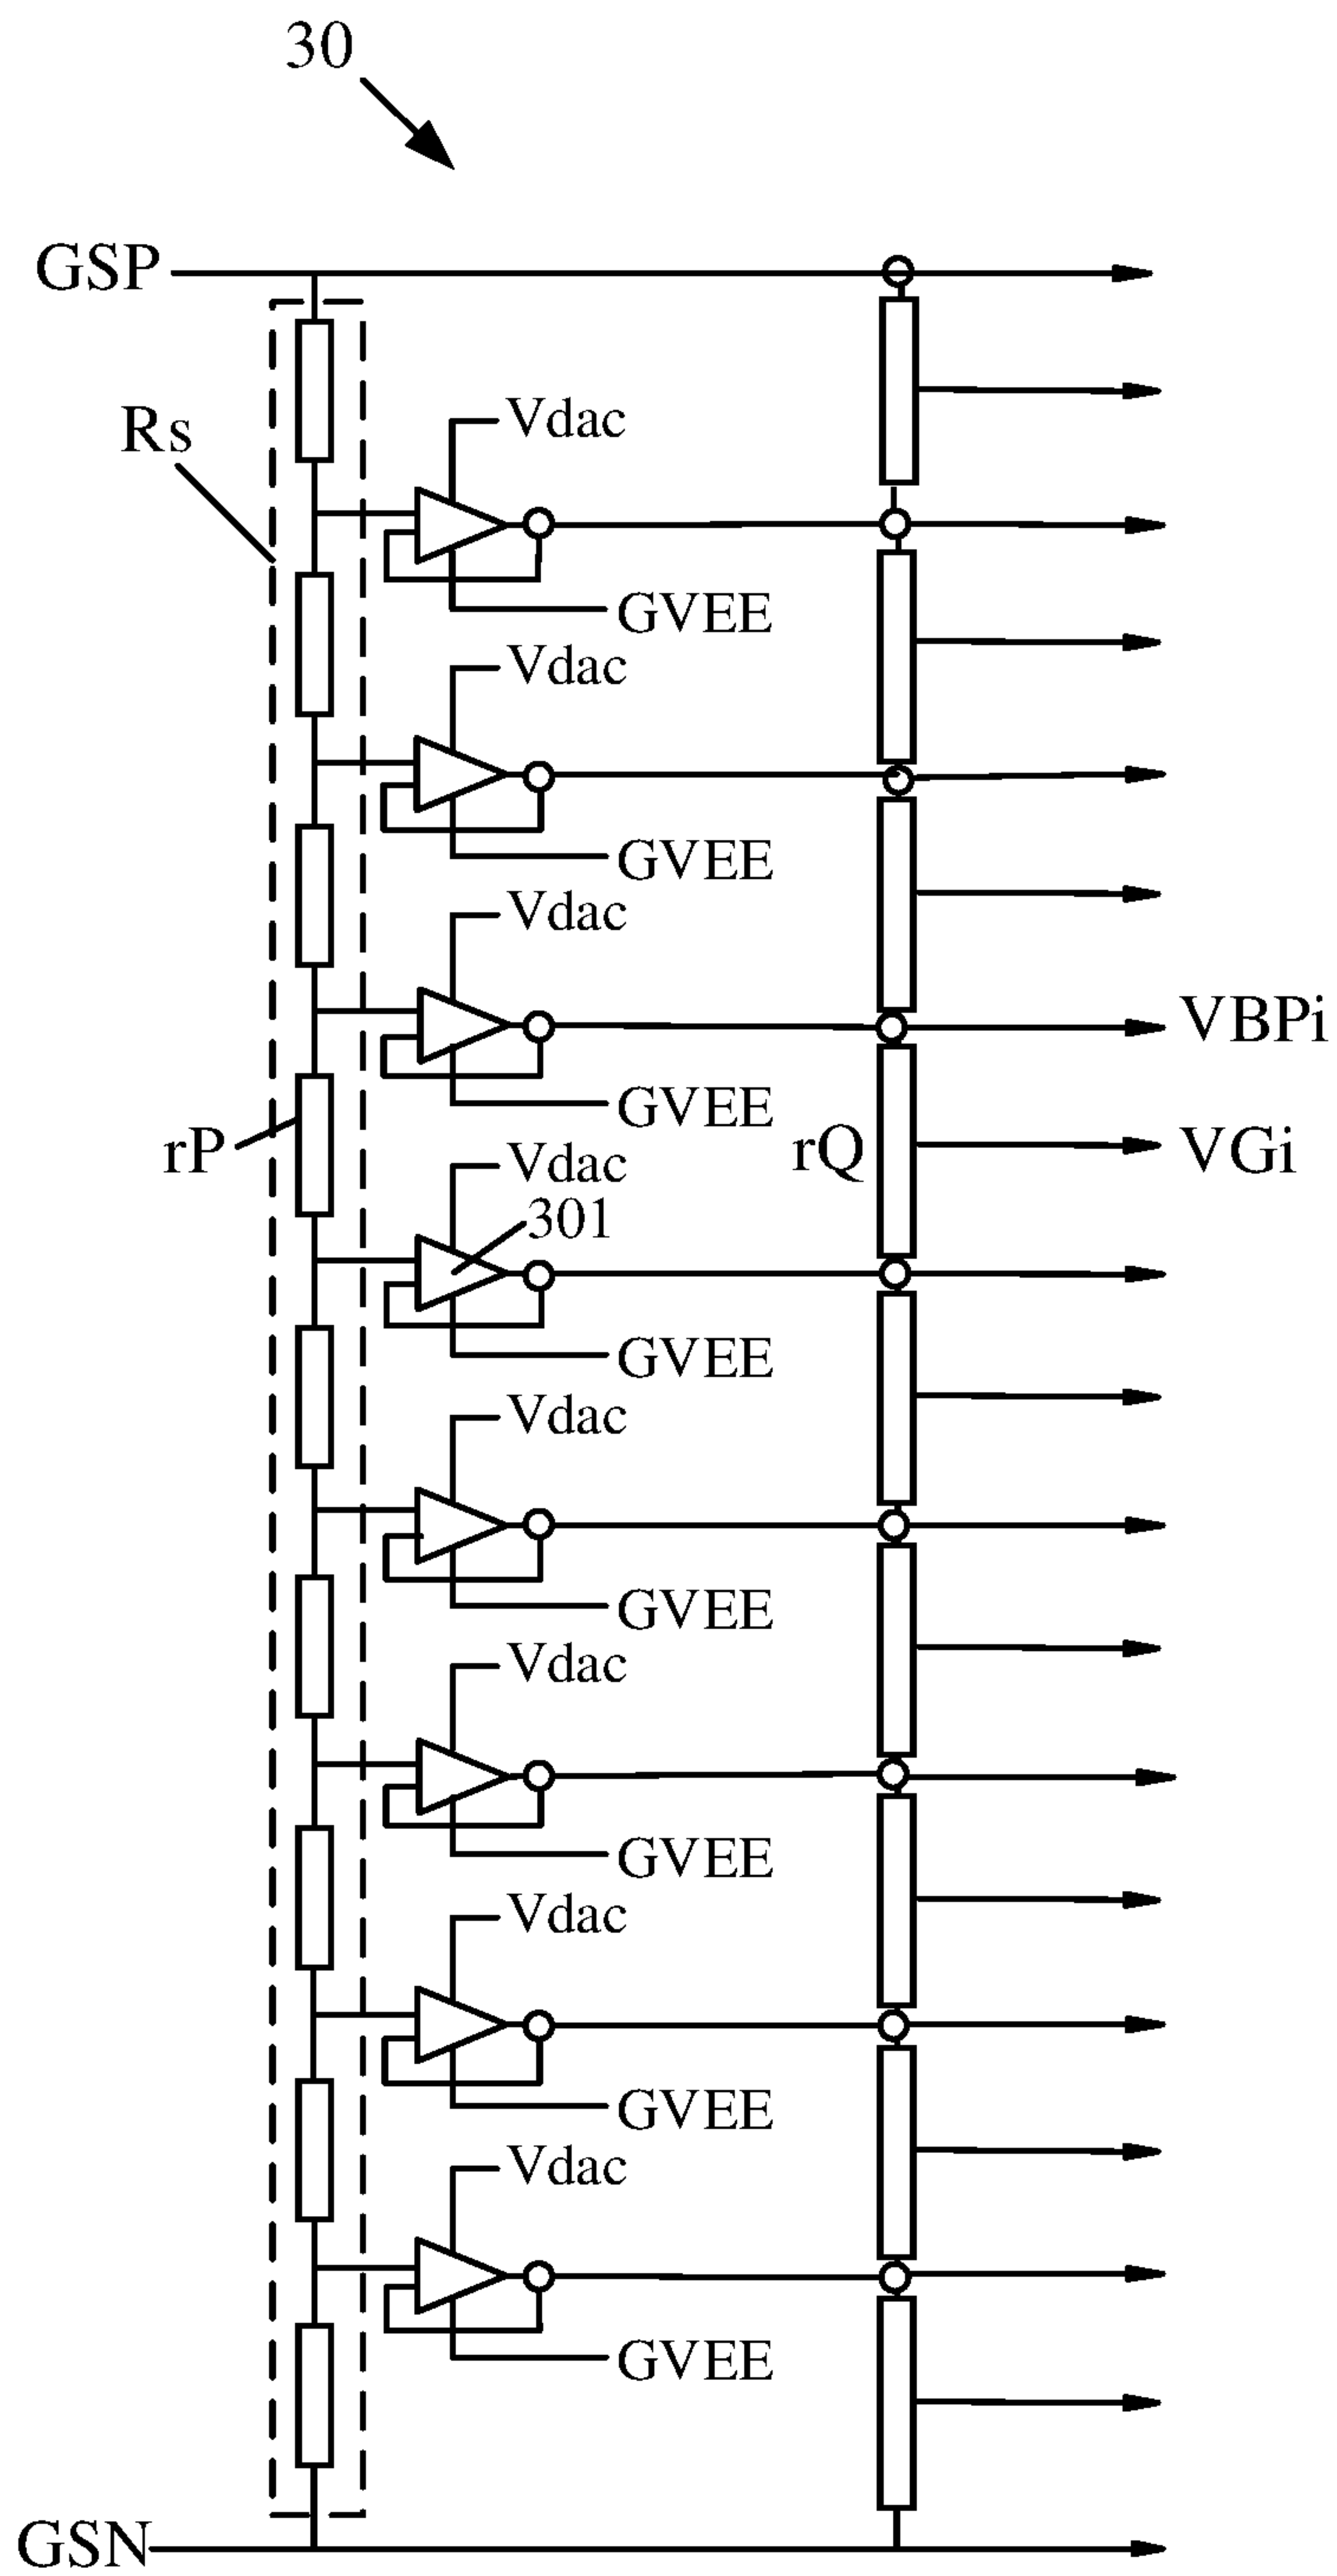 30
GSP
Vdac
Rs
GVEE
Vdac
GVEE
Vdac
VBPi
GVEE
rP
Vdac
rQ
VGi
301
GVEE
Vdac
GVEE
Vdac
GVEE
Vdac
GVEE
Vdac
GVEE
GSN